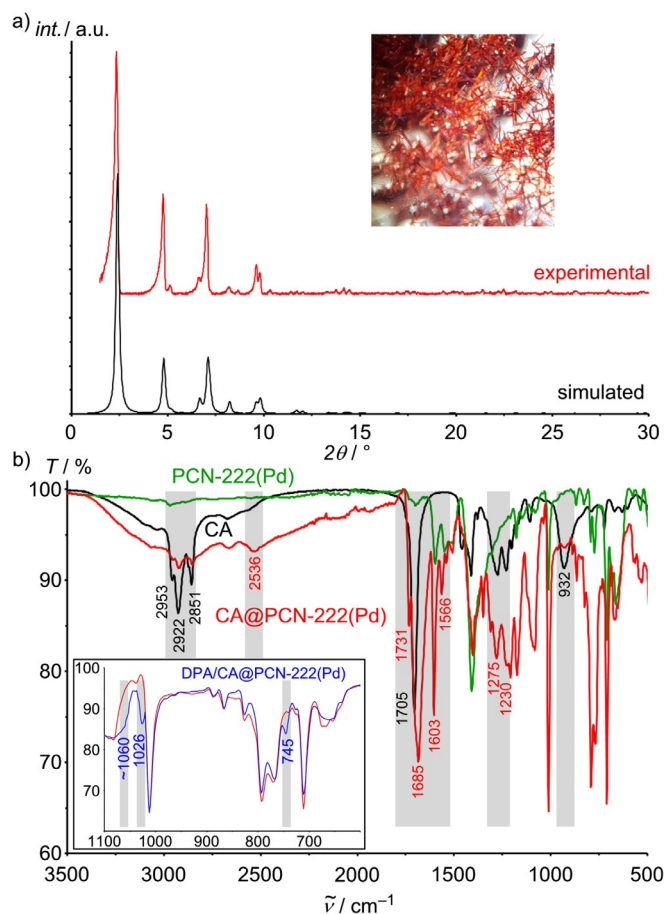 a)
int. / a.u.
experimental
simulated
0 5 10 15 20 25 30
2θ / °
b)
T / %
PCN-222(Pd)
CA
CA@PCN-222(Pd)
100
90
80
70
60
2953
2922
2851
2536
1731
1705
1685
1603
1566
1275
1230
932
DPA/CA@PCN-222(Pd)
100
90
80
70
~1060
1026
745
1100 1000 900 800 700
3500 3000 2500 2000 1500 1000 500
ν̃ / cm⁻¹